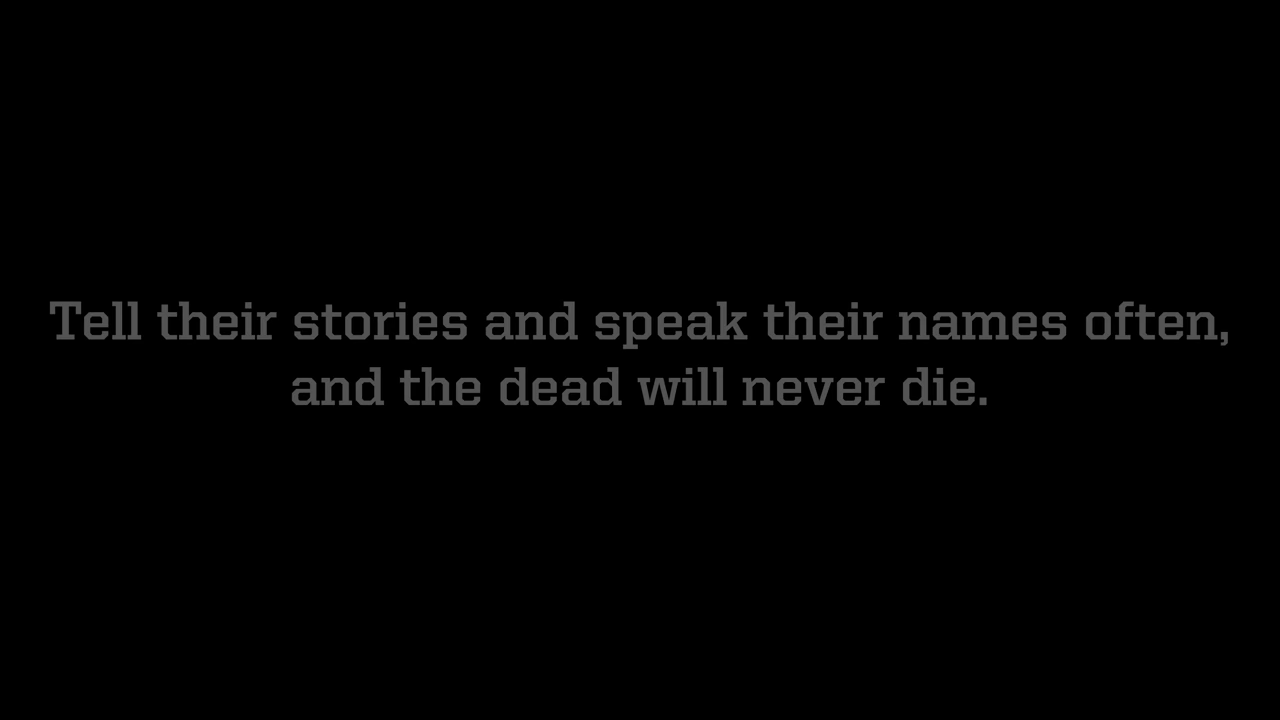 Tell their stories and speak their names often,
and the dead will never die.